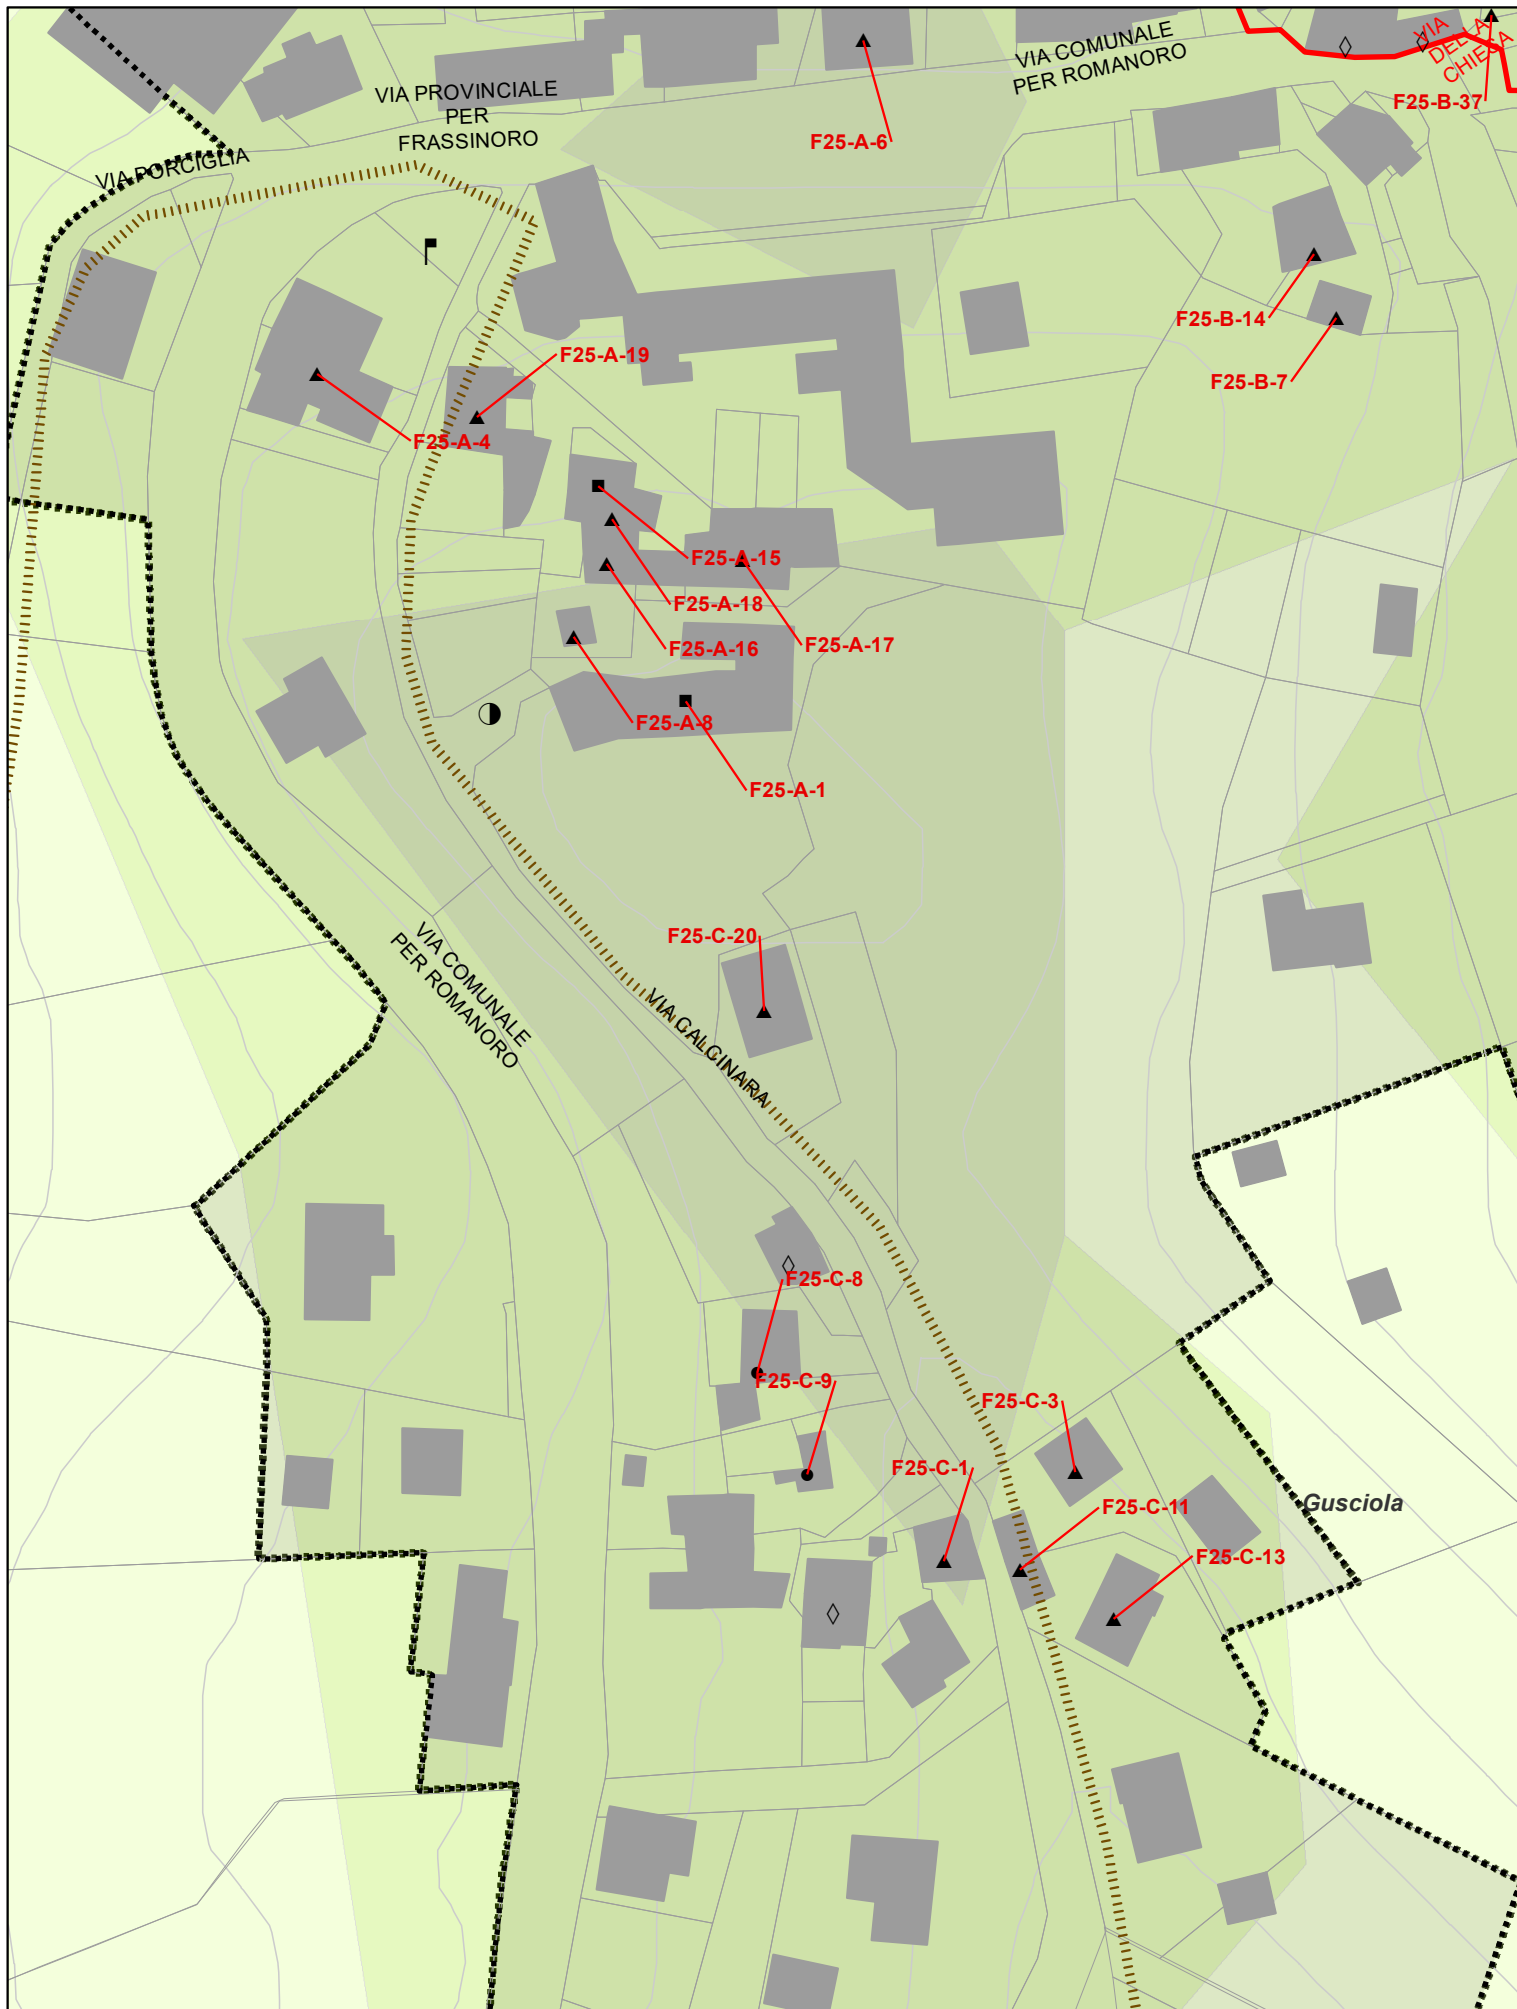 VIA COMUNALE
PER ROMANORO
VIA
DELLA
CHIESA
VIA PROVINCIALE
PER
FRASSINORO
F25-B-37
F25-A-6
VIA PORCIGLIA
F25-B-14
F25-A-19
F25-B-7
F25-A-4
F25-A-15
F25-A-18
F25-A-16
F25-A-17
F25-A-8
F25-A-1
F25-C-20
VIA COMUNALE
PER ROMANORO
VIA CALCINARA
F25-C-8
F25-C-9
F25-C-3
F25-C-1
F25-C-11
Gusciola
F25-C-13